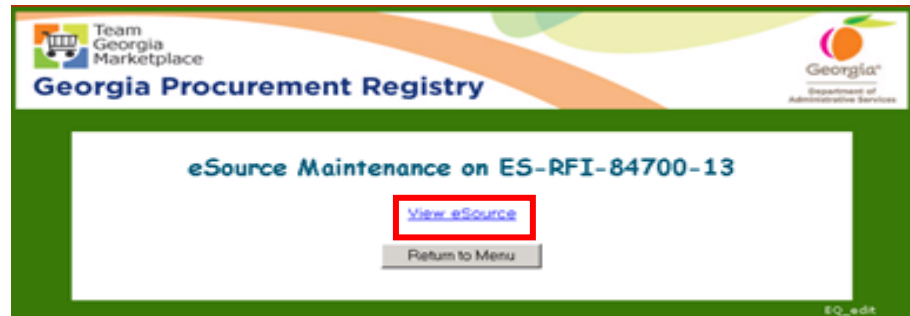 Team
Georgia
Marketplace
Georgia Procurement Registry
Georgia
Department of
Administrative Services
eSource Maintenance on ES-RFI-84700-13
View eSource
Return to Menu
EQ_edit